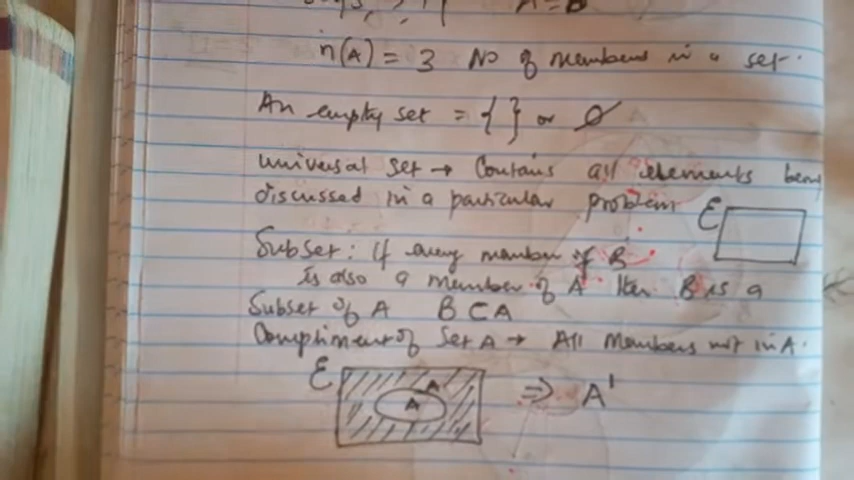 A = B
n(A) = 3 No of members in a set.
An empty set = { } or Ø
universal set → Contains all elements being
discussed in a particular problem ℰ
Subset: if every member of B
is also a member of A then B is a
Subset of A B ⊂ A
Compliment of Set A → All members not in A.
ℰ
A'
A ⇒ A'